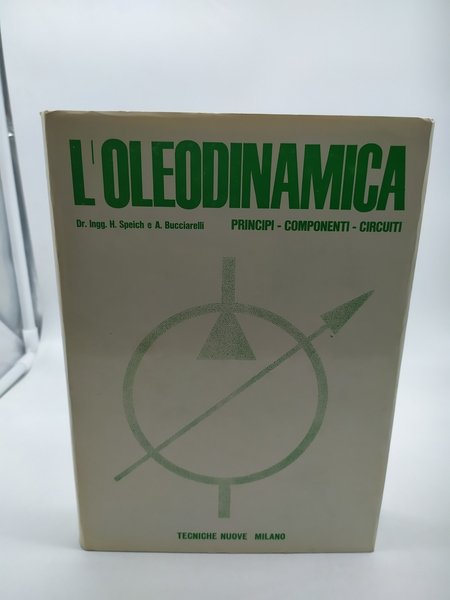 L'OLEODINAMICA
Dr. Ingg. H. Speich e A. Bucciarelli PRINCIPI - COMPONENTI - CIRCUITI
TECNICHE NUOVE MILANO